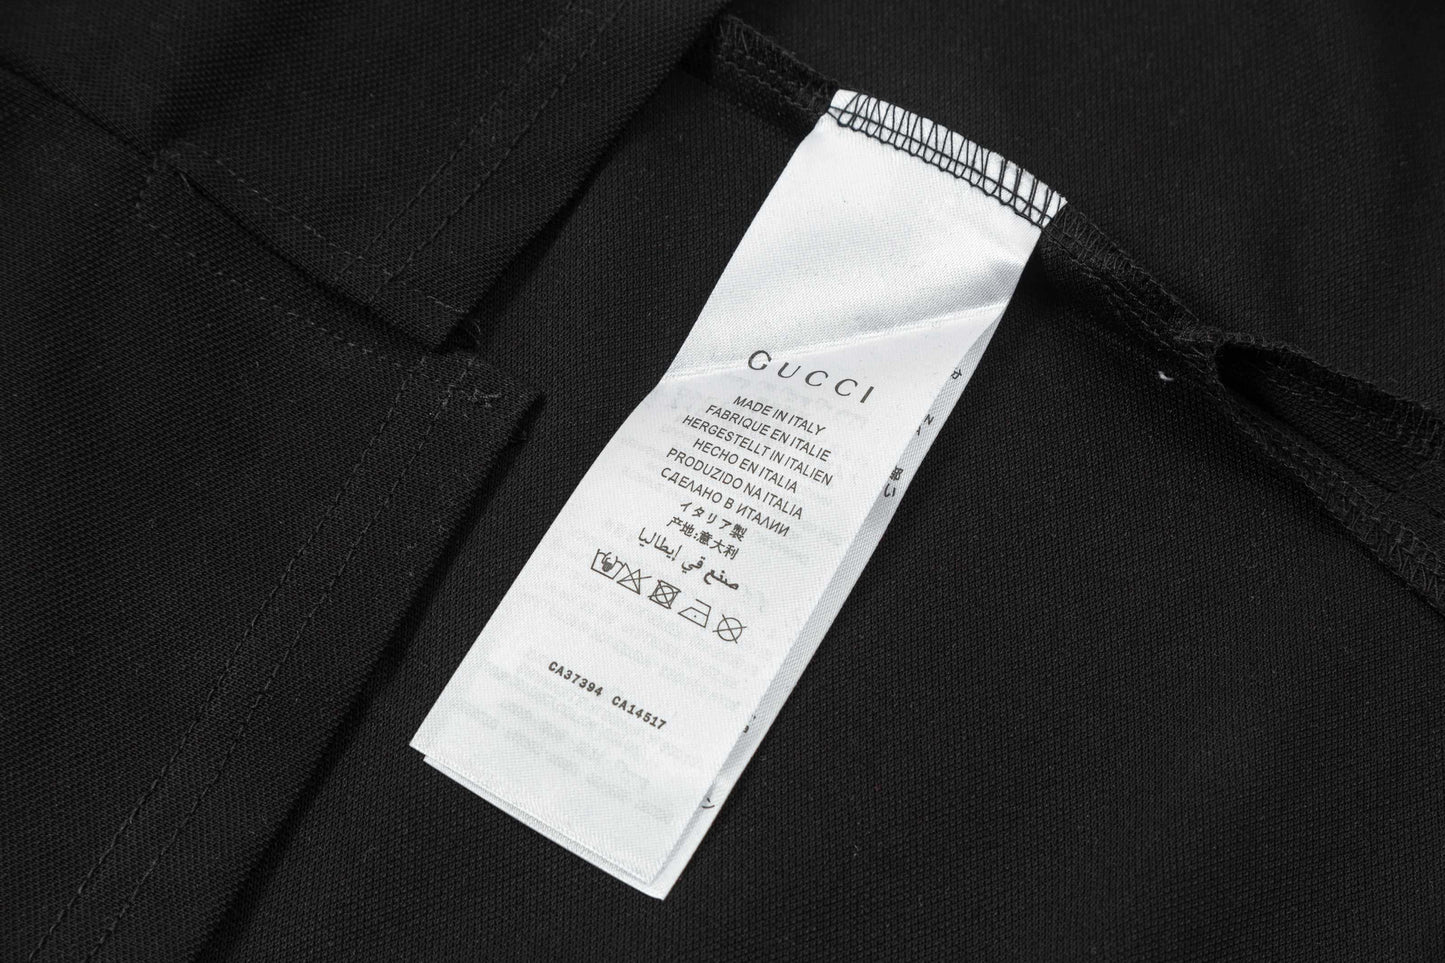 GUCCI
MADE IN ITALY
FABRIQUE EN ITALIE
HERGESTELLT IN ITALIEN
HECHO EN ITALIA
PRODUZIDO NA ITALIA
СДЕЛАНО В ИТАЛИИ
イタリア製
产地:意大利
صنع في إيطاليا
CA37394 CA14517